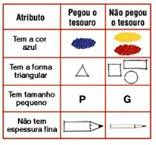 Atributo
Pegou o
tesouro
Não pegou
o tesouro
Tem a cor
azul
Tem a forma
triangular
Tem tamanho
pequeno
P
G
Não tem
espessura fina